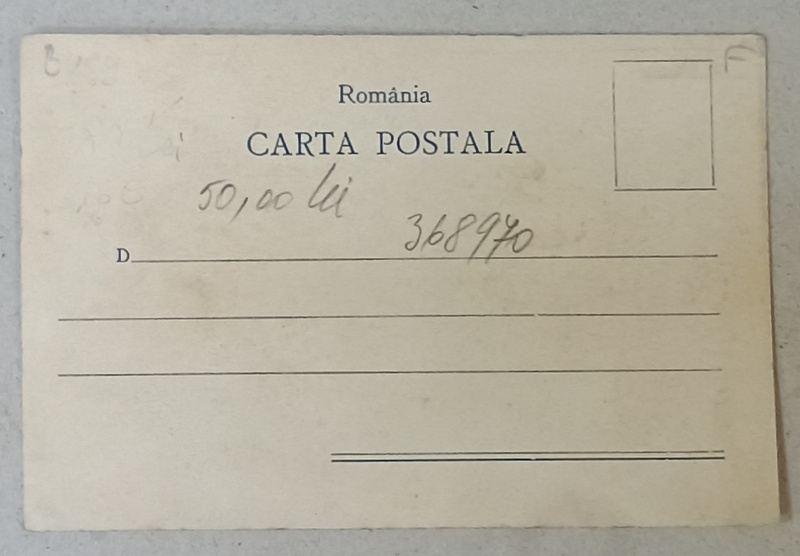 România
CARTA POSTALA
50,00 lei
368970
D